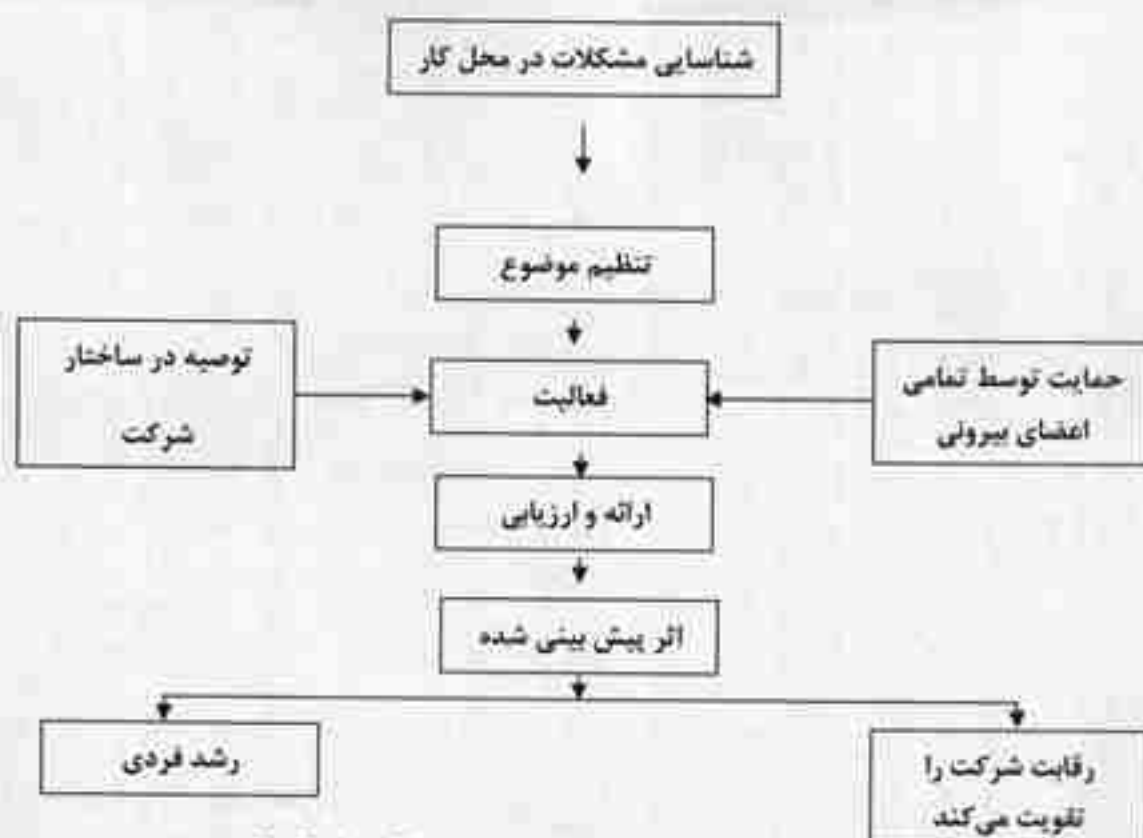 شناسایی مشکلات در محل کار
تنظیم موضوع
توصیه در ساختار
شرکت
فعالیت
حمایت توسط تمامی
اعضای بیرونی
ارائه و ارزیابی
اثر پیش بینی شده
رشد فردی
رقابت شرکت را
تقویت می‌کند